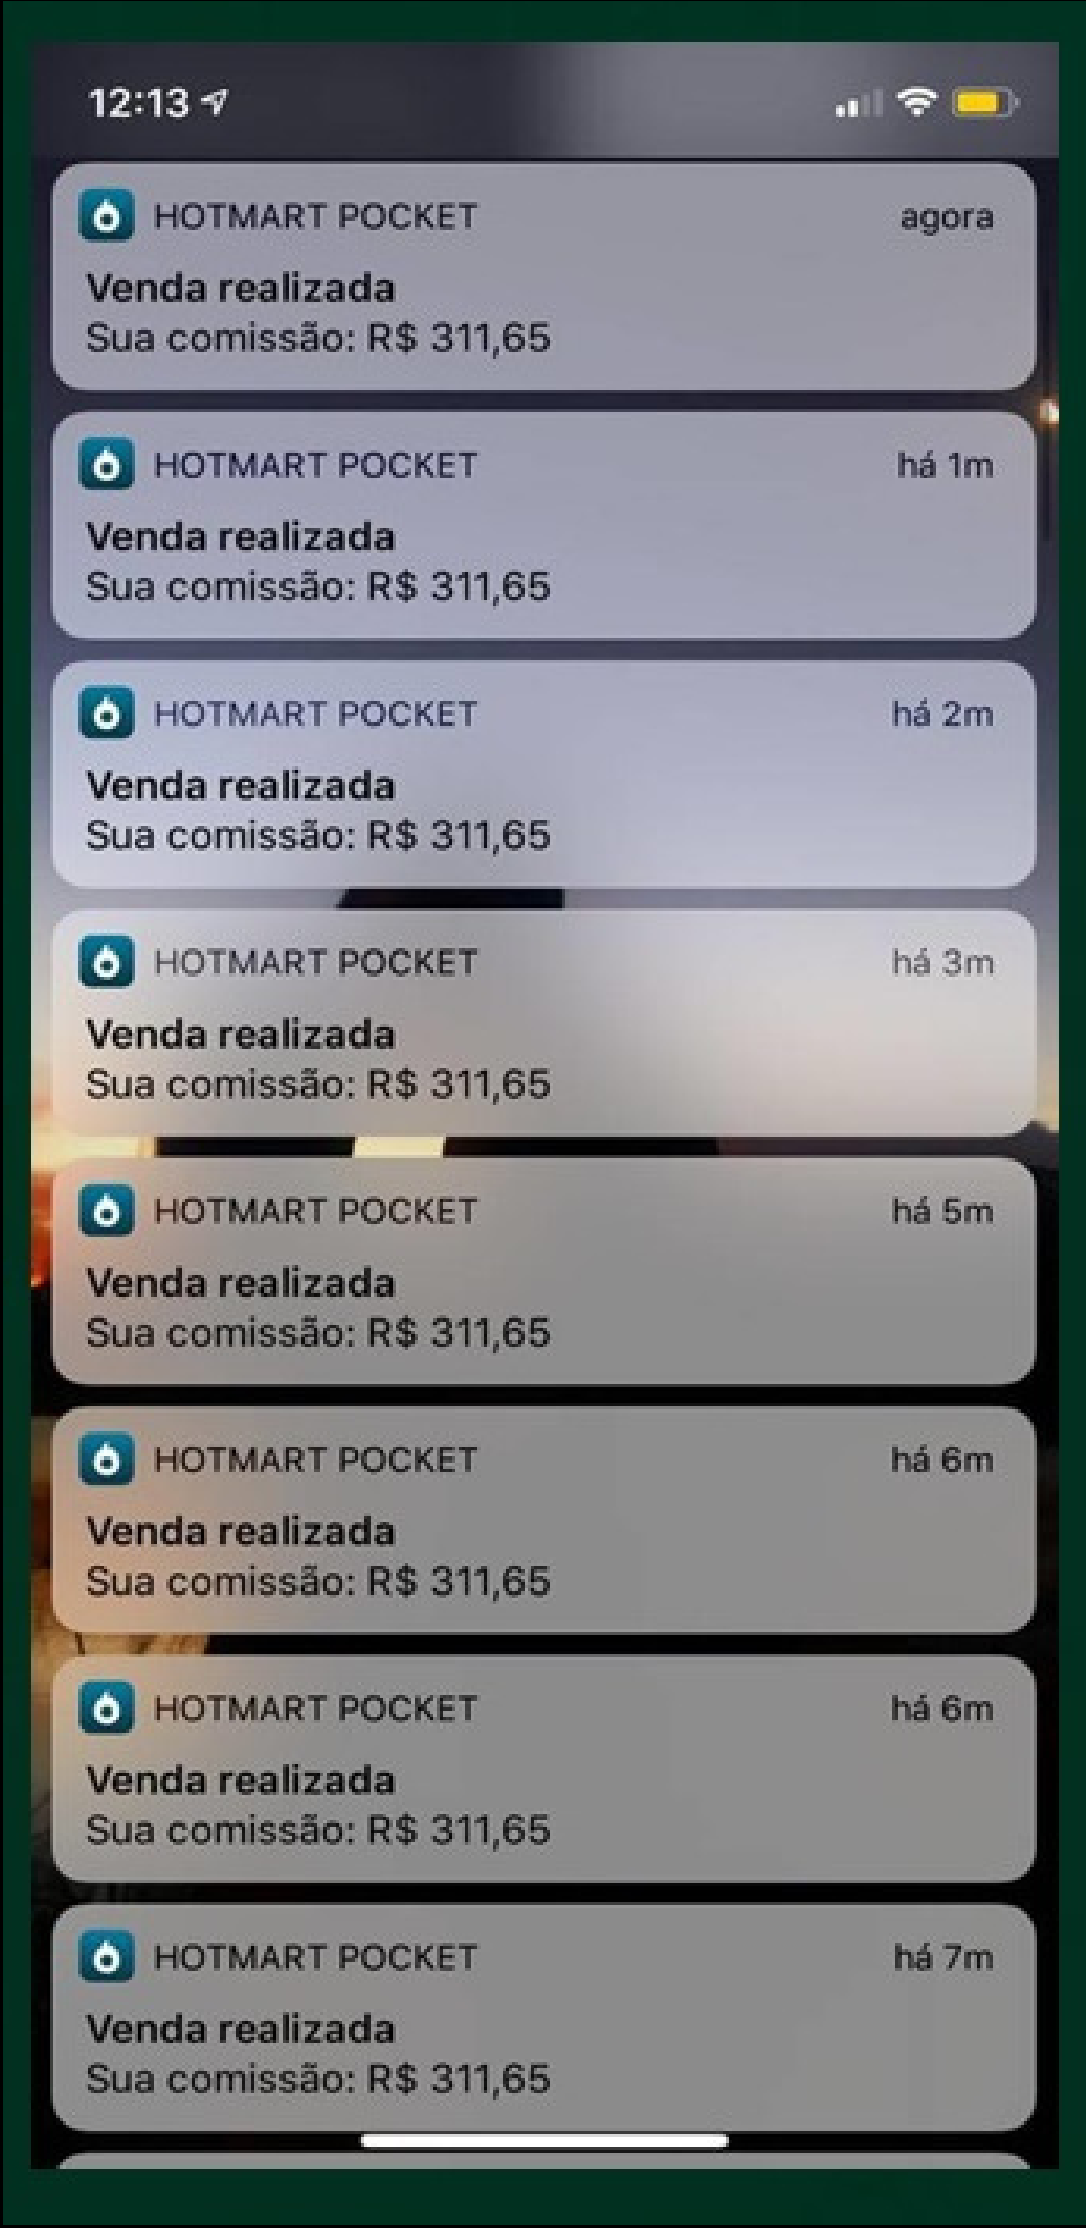 12:13
HOTMART POCKET agora
Venda realizada
Sua comissão: R$ 311,65
HOTMART POCKET há 1m
Venda realizada
Sua comissão: R$ 311,65
HOTMART POCKET há 2m
Venda realizada
Sua comissão: R$ 311,65
HOTMART POCKET há 3m
Venda realizada
Sua comissão: R$ 311,65
HOTMART POCKET há 5m
Venda realizada
Sua comissão: R$ 311,65
HOTMART POCKET há 6m
Venda realizada
Sua comissão: R$ 311,65
HOTMART POCKET há 6m
Venda realizada
Sua comissão: R$ 311,65
HOTMART POCKET há 7m
Venda realizada
Sua comissão: R$ 311,65